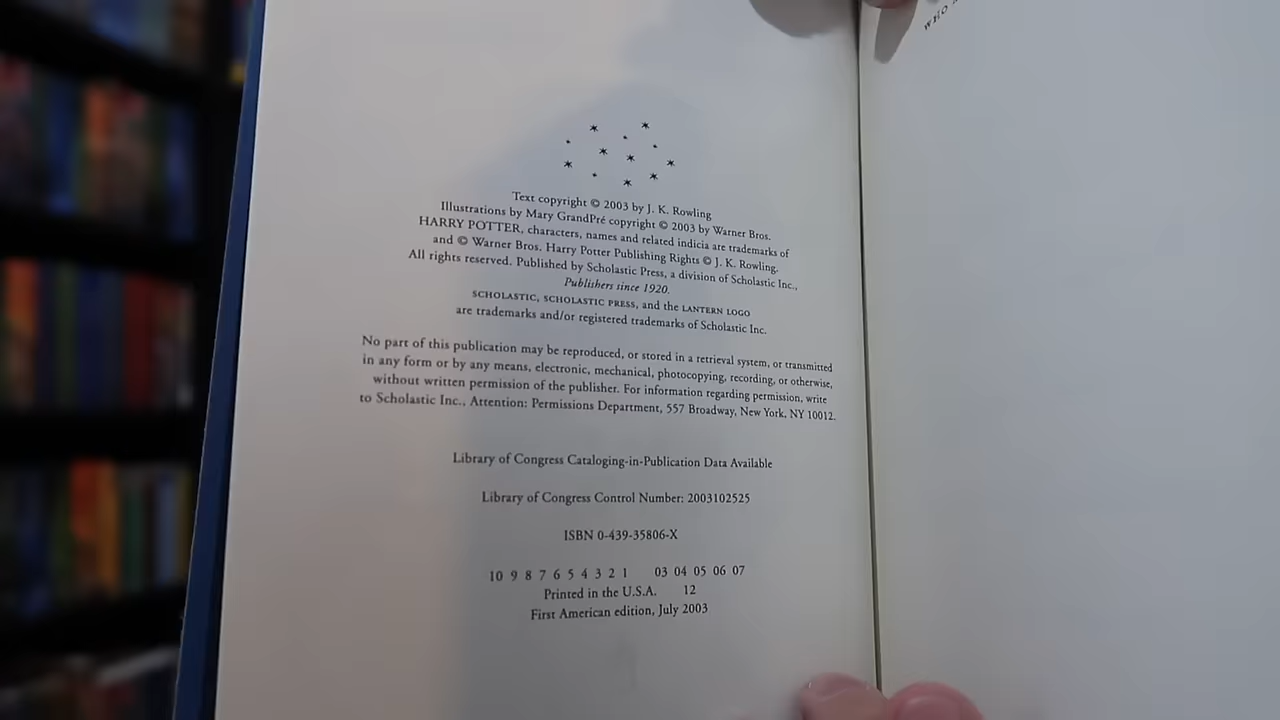 Text copyright © 2003 by J. K. Rowling
Illustrations by Mary GrandPré copyright © 2003 by Warner Bros.
HARRY POTTER, characters, names and related indicia are trademarks of
and © Warner Bros. Harry Potter Publishing Rights © J. K. Rowling.
All rights reserved. Published by Scholastic Press, a division of Scholastic Inc.,
Publishers since 1920.
SCHOLASTIC, SCHOLASTIC PRESS, and the LANTERN LOGO
are trademarks and/or registered trademarks of Scholastic Inc.
No part of this publication may be reproduced, or stored in a retrieval system, or transmitted
in any form or by any means, electronic, mechanical, photocopying, recording, or otherwise,
without written permission of the publisher. For information regarding permission, write
to Scholastic Inc., Attention: Permissions Department, 557 Broadway, New York, NY 10012.
Library of Congress Cataloging-in-Publication Data Available
Library of Congress Control Number: 2003102525
ISBN 0-439-35806-X
10 9 8 7 6 5 4 3 2 1 03 04 05 06 07
Printed in the U.S.A. 12
First American edition, July 2003
WHO